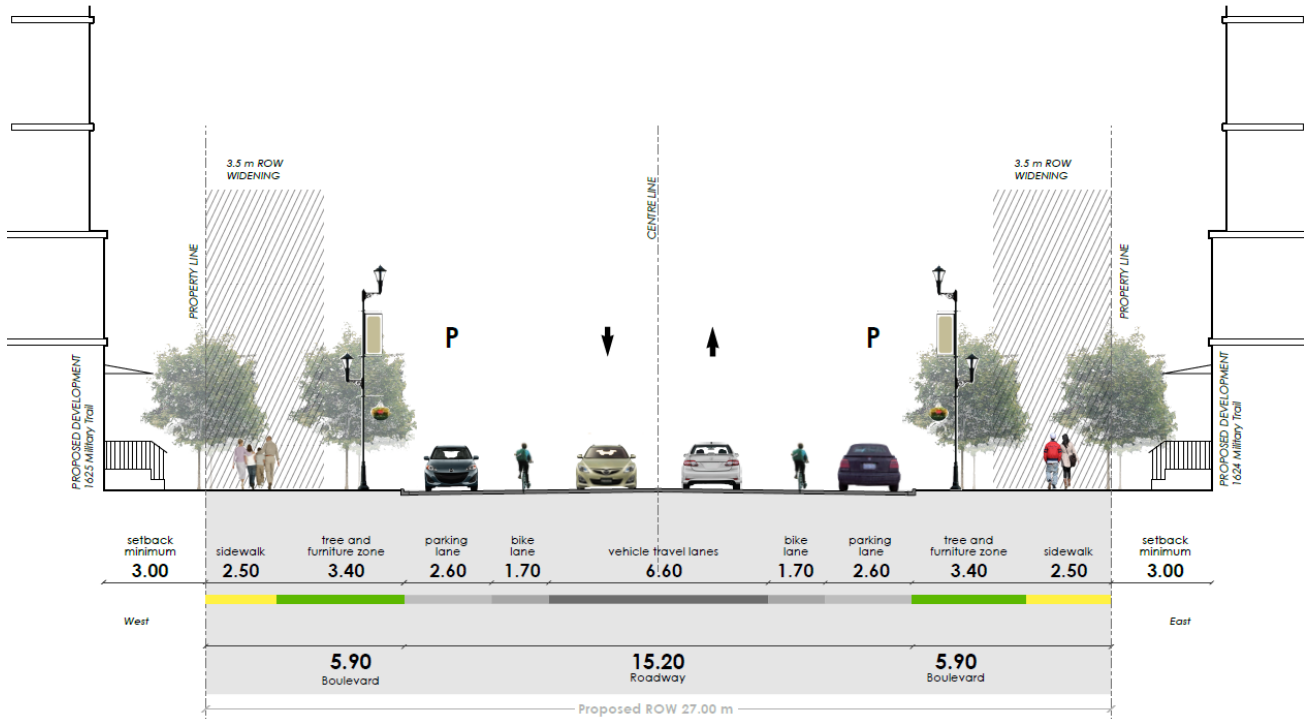 3.5 m ROW
WIDENING
3.5 m ROW
WIDENING
CENTRE LINE
PROPERTY LINE
PROPERTY LINE
P
P
PROPOSED DEVELOPMENT
1625 Military Trail
PROPOSED DEVELOPMENT
1624 Military Trail
setback
minimum
3.00
sidewalk
2.50
tree and
furniture zone
3.40
parking
lane
2.60
bike
lane
1.70
vehicle travel lanes
6.60
bike
lane
1.70
parking
lane
2.60
tree and
furniture zone
3.40
sidewalk
2.50
setback
minimum
3.00
West
East
5.90
Boulevard
15.20
Roadway
5.90
Boulevard
Proposed ROW 27.00 m